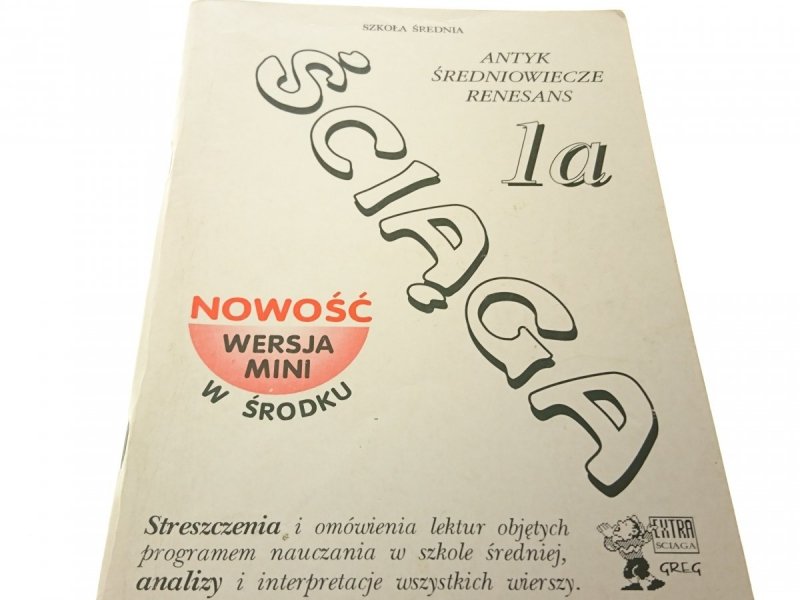 SZKOŁA ŚREDNIA
ANTYK
ŚREDNIOWIECZE
RENESANS
1a
ŚCIĄGA
NOWOŚĆ
WERSJA
MINI
W ŚRODKU
Streszczenia i omówienia lektur objętych
programem nauczania w szkole średniej,
analizy i interpretacje wszystkich wierszy.
EXTRA
ŚCIĄGA
GREG